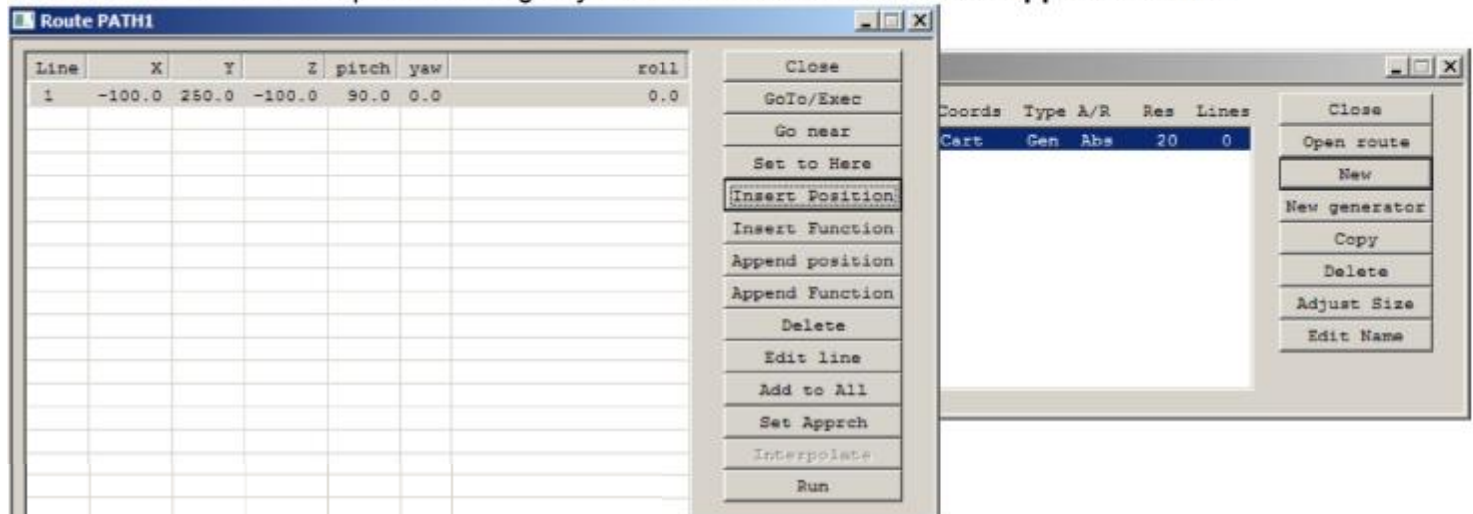 Route PATH1
Line X Y Z pitch yaw roll
1 -100.0 250.0 -100.0 90.0 0.0 0.0
Close
GoTo/Exec
Go near
Set to Here
Insert Position
Insert Function
Append position
Append Function
Delete
Edit line
Add to All
Set Apprch
Interpolate
Run
Coords Type A/R Res Lines
Cart Gen Abs 20 0
Close
Open route
New
New generator
Copy
Delete
Adjust Size
Edit Name